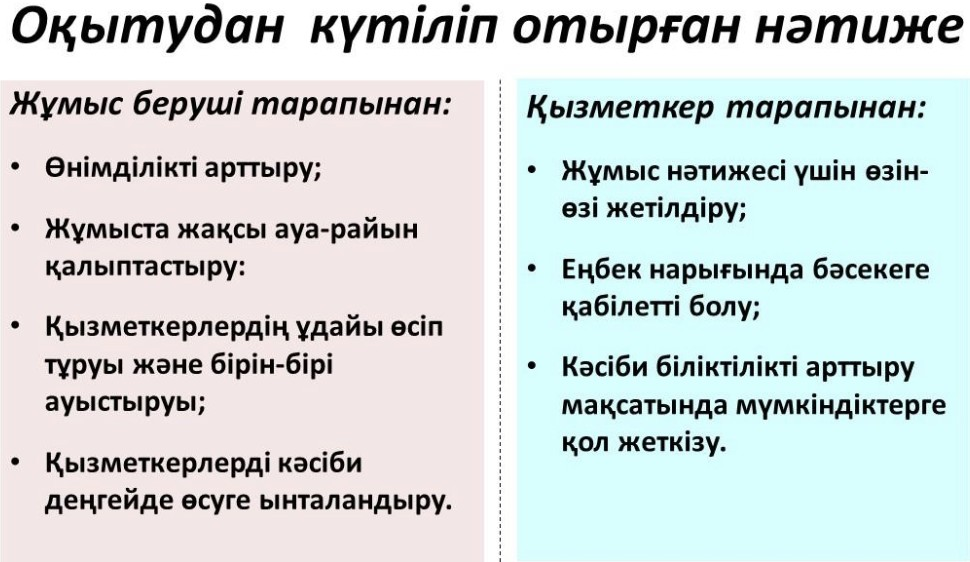 Оқытудан күтіліп отырған нәтиже
Жұмыс беруші тарапынан:
• Өнімділікті арттыру;
• Жұмыста жақсы ауа-райын
қалыптастыру:
• Қызметкерлердің ұдайы өсіп
тұруы және бірін-бірі
ауыстыруы;
• Қызметкерлерді кәсіби
деңгейде өсуге ынталандыру.
Қызметкер тарапынан:
• Жұмыс нәтижесі үшін өзін-
өзі жетілдіру;
• Еңбек нарығында бәсекеге
қабілетті болу;
• Кәсіби біліктілікті арттыру
мақсатында мүмкіндіктерге
қол жеткізу.